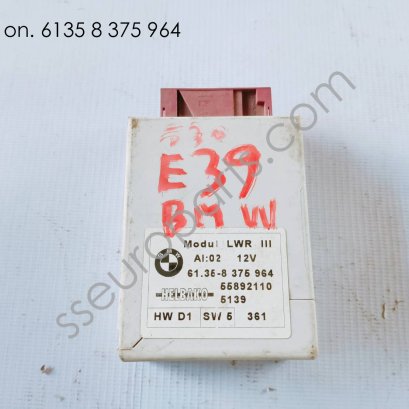 on. 6135 8 375 964
530
E39
BMW
Modul LWR III
AI:02 12V
61.35-8 375 964
55892110
HELBAKO 5139
HW D1 SW 5 361
sseuroparts.com